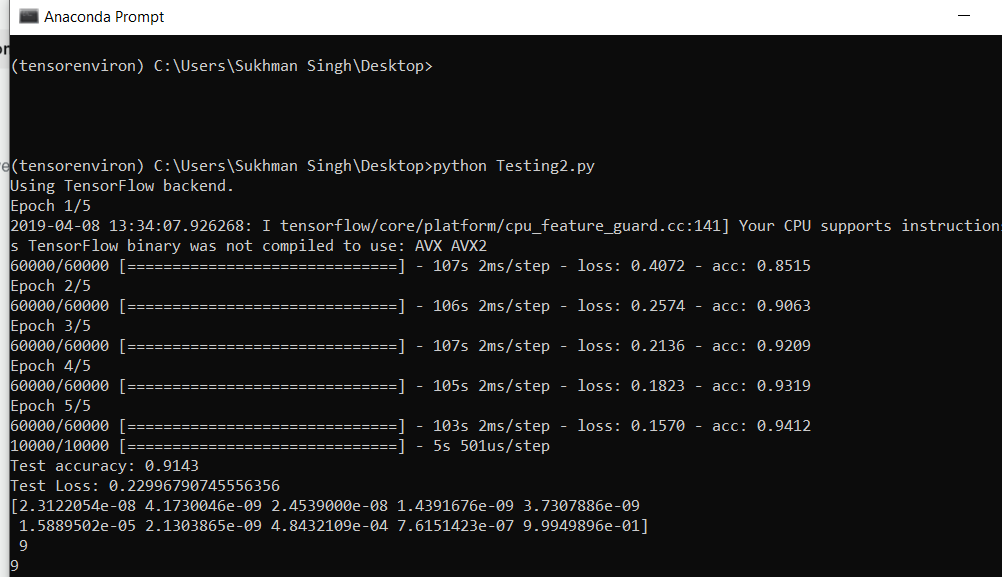 Anaconda Prompt
(tensorenviron) C:\Users\Sukhman Singh\Desktop>
(tensorenviron) C:\Users\Sukhman Singh\Desktop>python Testing2.py
Using TensorFlow backend.
Epoch 1/5
2019-04-08 13:34:07.926268: I tensorflow/core/platform/cpu_feature_guard.cc:141] Your CPU supports instruction
s TensorFlow binary was not compiled to use: AVX AVX2
60000/60000 [==============================] - 107s 2ms/step - loss: 0.4072 - acc: 0.8515
Epoch 2/5
60000/60000 [==============================] - 106s 2ms/step - loss: 0.2574 - acc: 0.9063
Epoch 3/5
60000/60000 [==============================] - 107s 2ms/step - loss: 0.2136 - acc: 0.9209
Epoch 4/5
60000/60000 [==============================] - 105s 2ms/step - loss: 0.1823 - acc: 0.9319
Epoch 5/5
60000/60000 [==============================] - 103s 2ms/step - loss: 0.1570 - acc: 0.9412
10000/10000 [==============================] - 5s 501us/step
Test accuracy: 0.9143
Test Loss: 0.22996790745556356
[2.3122054e-08 4.1730046e-09 2.4539000e-08 1.4391676e-09 3.7307886e-09
1.5889502e-05 2.1303865e-09 4.8432109e-04 7.6151423e-07 9.9949896e-01]
9
9